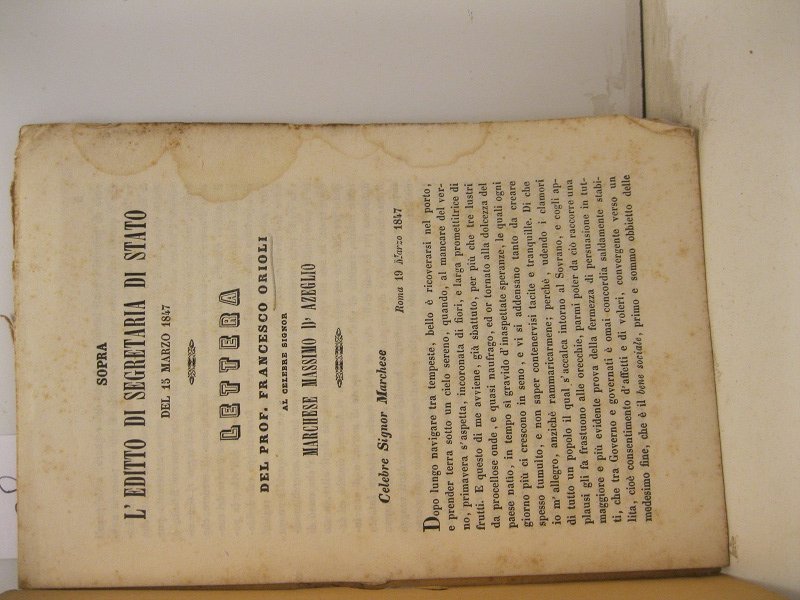 SOPRA
L' EDITTO DI SEGRETARIA DI STATO
DEL 15 MARZO 1847
LETTERA
DEL PROF. FRANCESCO ORIOLI
AL CELEBRE SIGNOR
MARCHESE MASSIMO D' AZEGLIO
Roma 19 Marzo 1847
Celebre Signor Marchese
Dopo lungo navigare tra tempeste, bello è ricoverarsi nel porto,
e prender terra sotto un cielo sereno, quando, al mancare del ver-
no, primavera s'aspetta, incoronata di fiori, e larga promettitrice di
frutti. E questo di me avviene, già sbattuto, per più che tre lustri
da procellose onde, e quasi naufrago, ed or tornato alla dolcezza del
paese natio, in tempo sì gravido d'inaspettate speranze, le quali ogni
giorno più ci crescono in seno, e vi si addensano tanto da creare
spesso tumulto, e non saper contenervisi tacite e tranquille. Di che
io m'allegro, anzichè rammaricarmene; perchè, udendo i clamori
di tutto un popolo il qual s'accalca intorno al Sovrano, e cogli ap-
plausi gli fa frastuono alle orecchie, parmi poter da ciò raccorre una
maggiore e più evidente prova della fermezza di persuasione in tut-
ti, che tra Governo e governati è omai concordia saldamente stabi-
lita, cioè consentimento d'affetti e di voleri, convergente verso un
medesimo fine, che è il bene sociale, primo e sommo obbietto delle